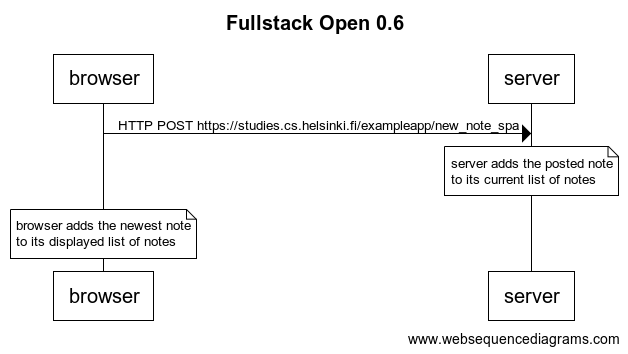 Fullstack Open 0.6
browser
server
HTTP POST https://studies.cs.helsinki.fi/exampleapp/new_note_spa
server adds the posted note
to its current list of notes
browser adds the newest note
to its displayed list of notes
browser
server
www.websequencediagrams.com